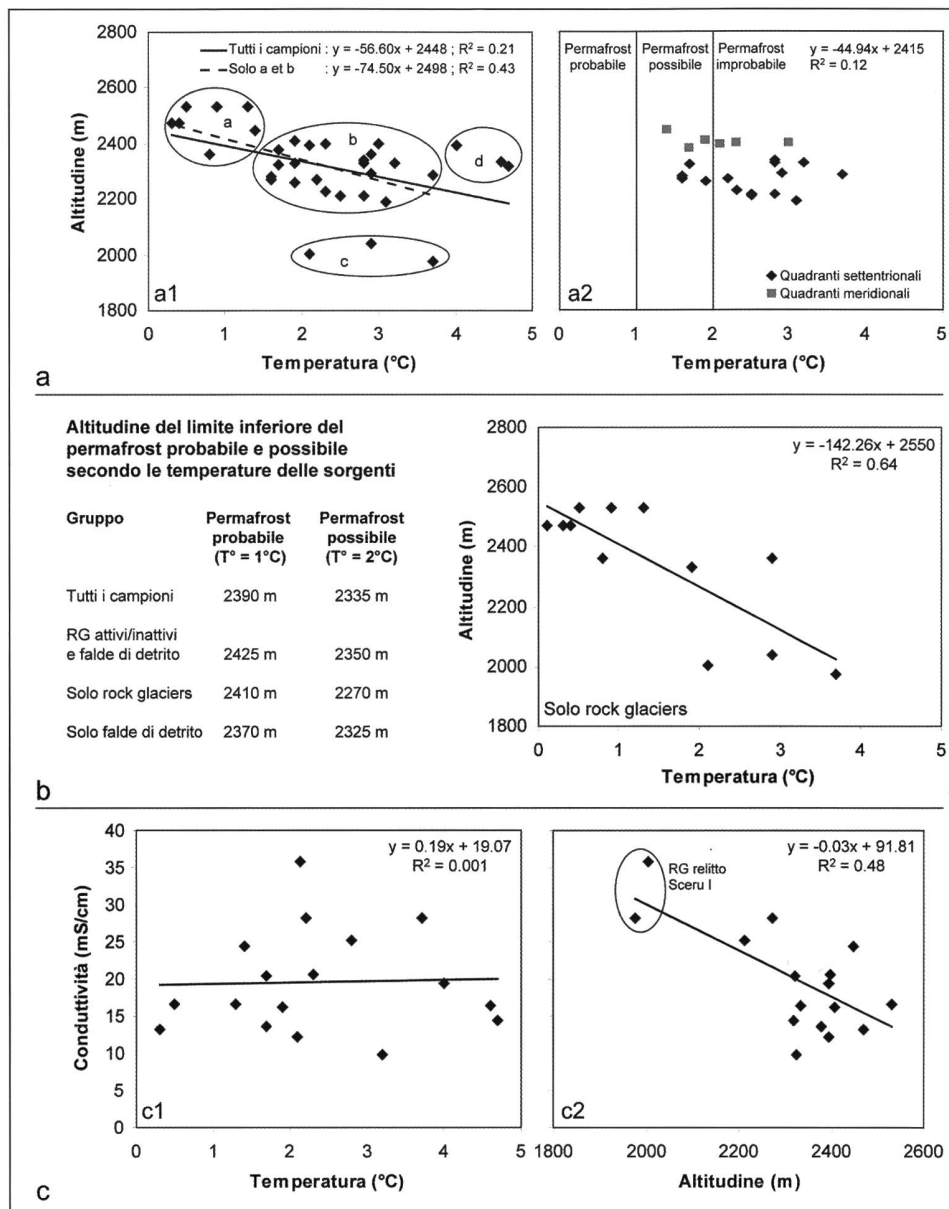 2800
2600
2400
2200
2000
1800
Altitudine (m)
Tutti i campioni : y = -56.60x + 2448 ; R² = 0.21
Solo a et b : y = -74.50x + 2498 ; R² = 0.43
a
b
c
d
a1
0 1 2 3 4 5
Temperatura (°C)
Permafrost probabile
Permafrost possibile
Permafrost improbabile
y = -44.94x + 2415
R² = 0.12
Quadranti settentrionali
Quadranti meridionali
a2
0 1 2 3 4 5
Temperatura (°C)
a
Altitudine del limite inferiore del
permafrost probabile e possibile
secondo le temperature delle sorgenti
Gruppo Permafrost Permafrost
probabile possibile
(T° = 1°C) (T° = 2°C)
Tutti i campioni 2390 m 2335 m
RG attivi/inattivi
e falde di detrito 2425 m 2350 m
Solo rock glaciers 2410 m 2270 m
Solo falde di detrito 2370 m 2325 m
2800
2600
2400
2200
2000
1800
Altitudine (m)
y = -142.26x + 2550
R² = 0.64
Solo rock glaciers
0 1 2 3 4 5
Temperatura (°C)
b
40
35
30
25
20
15
10
5
0
Conduttività (mS/cm)
y = 0.19x + 19.07
R² = 0.001
c1
0 1 2 3 4 5
Temperatura (°C)
y = -0.03x + 91.81
R² = 0.48
RG relitto
Sceru I
c2
1800 2000 2200 2400 2600
Altitudine (m)
c